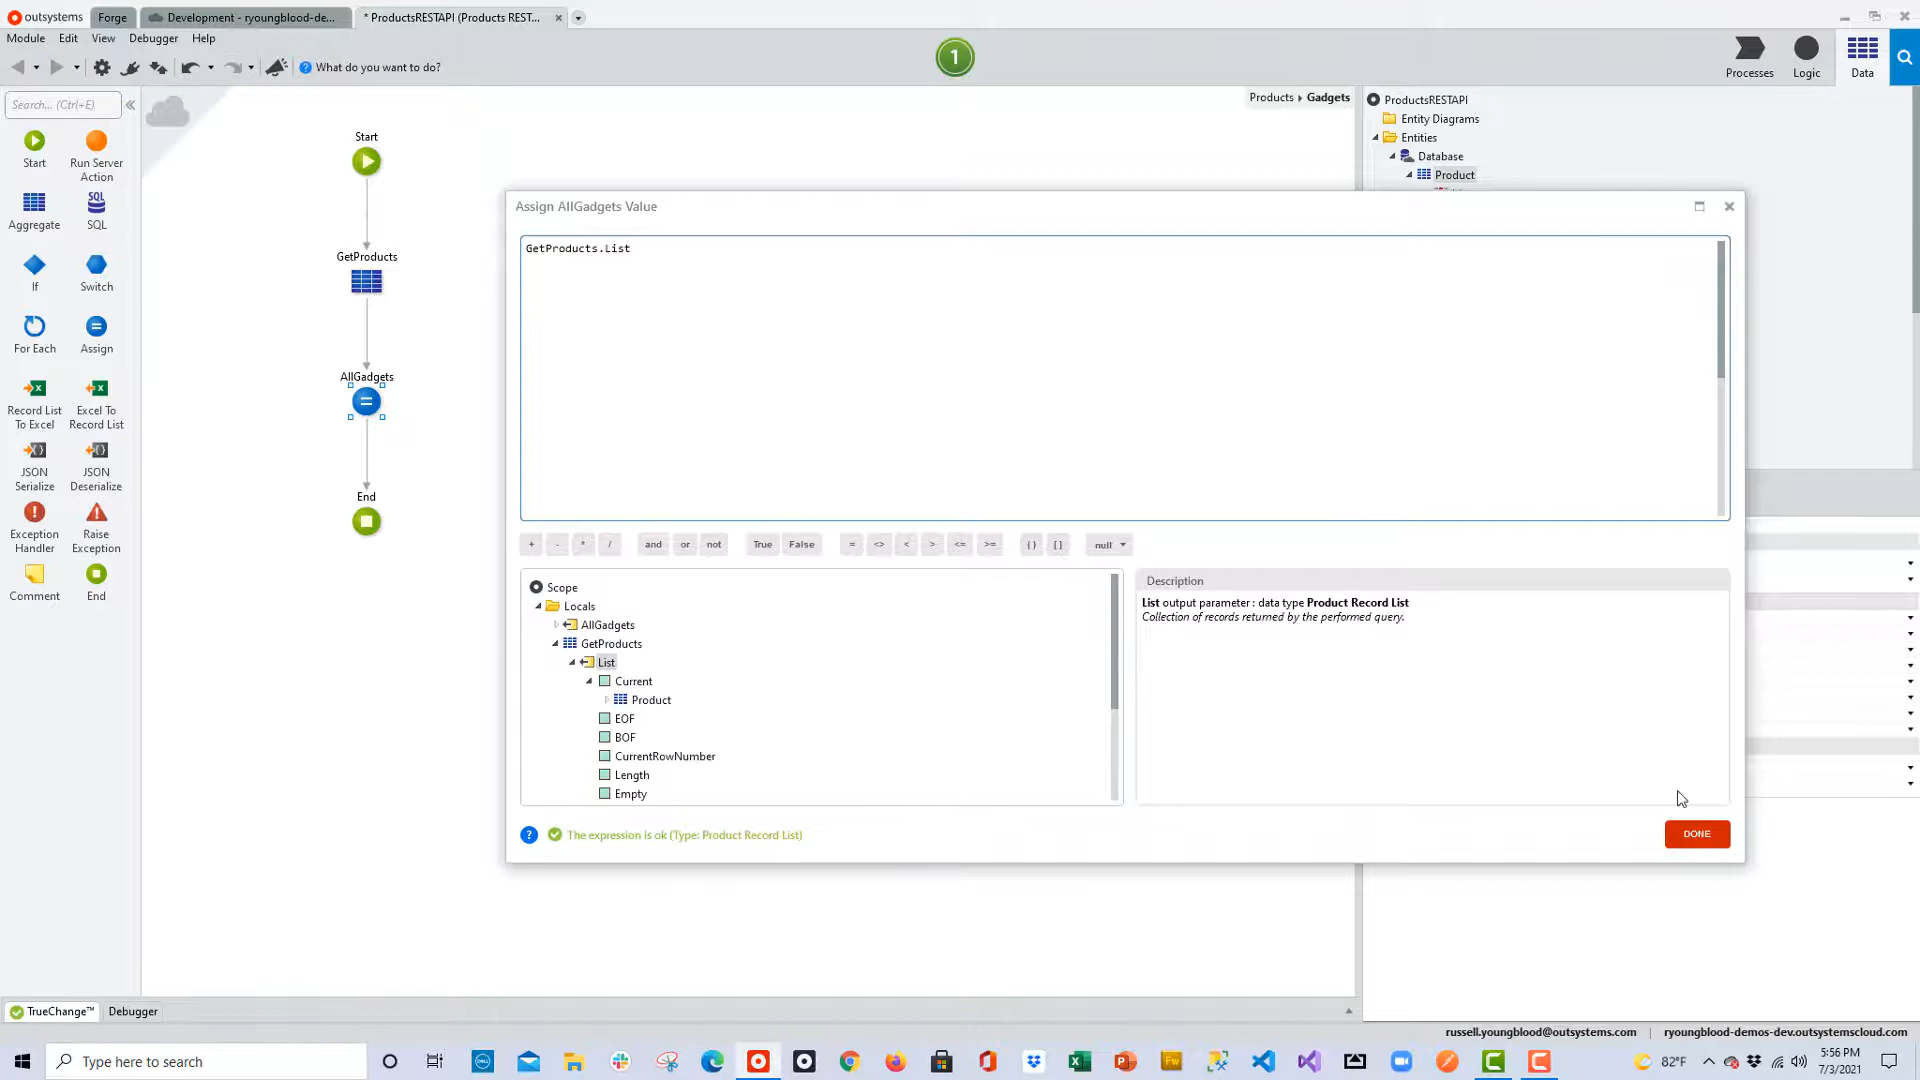 outsystems
Forge
Development - ryoungblood-de...
* ProductsRESTAPI (Products REST...
Module Edit View Debugger Help
What do you want to do?
1
Processes
Logic
Data
Search... (Ctrl+E)
Start
Run Server Action
Aggregate
SQL
SQL
If
Switch
For Each
Assign
Record List To Excel
Excel To Record List
JSON Serialize
JSON Deserialize
Exception Handler
Raise Exception
Comment
End
Products Gadgets
Start
GetProducts
AllGadgets
End
ProductsRESTAPI
Entity Diagrams
Entities
Database
Product
Assign AllGadgets Value
GetProducts.List
+ - * / and or not True False = <> < > <= >= ( ) [ ] null
Scope
Locals
AllGadgets
GetProducts
List
Current
Product
EOF
BOF
CurrentRowNumber
Length
Empty
Description
List output parameter : data type Product Record List
Collection of records returned by the performed query.
? The expression is ok (Type: Product Record List)
DONE
TrueChange™ Debugger
russell.youngblood@outsystems.com | ryoungblood-demos-dev.outsystemscloud.com
Type here to search
82°F
5:56 PM
7/3/2021